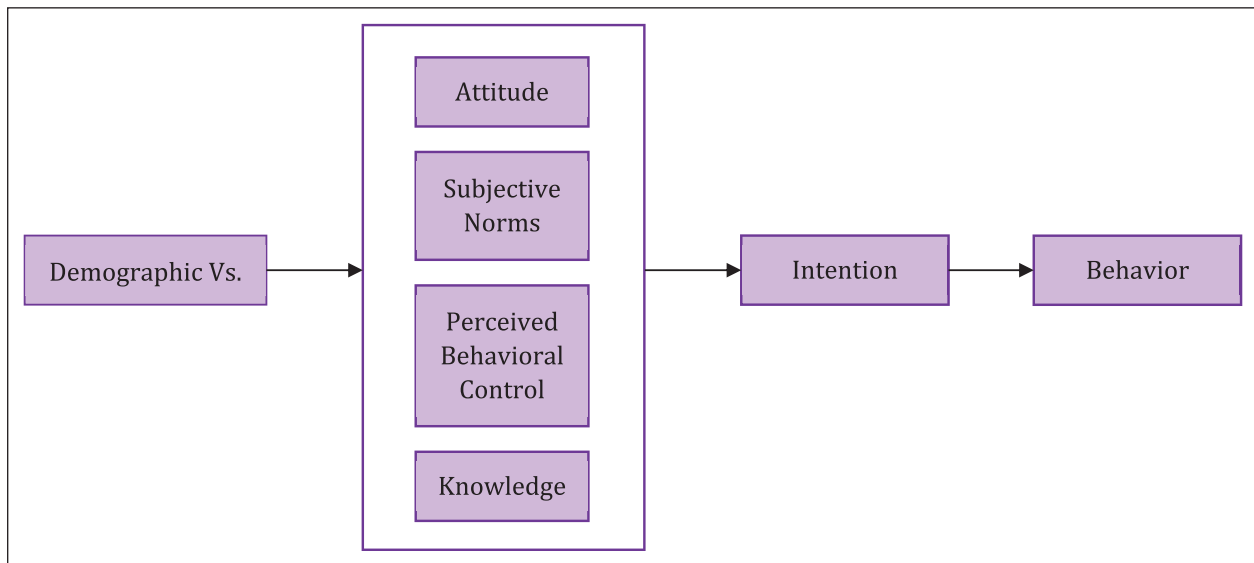 Demographic Vs.
Attitude
Subjective
Norms
Perceived
Behavioral
Control
Knowledge
Intention
Behavior